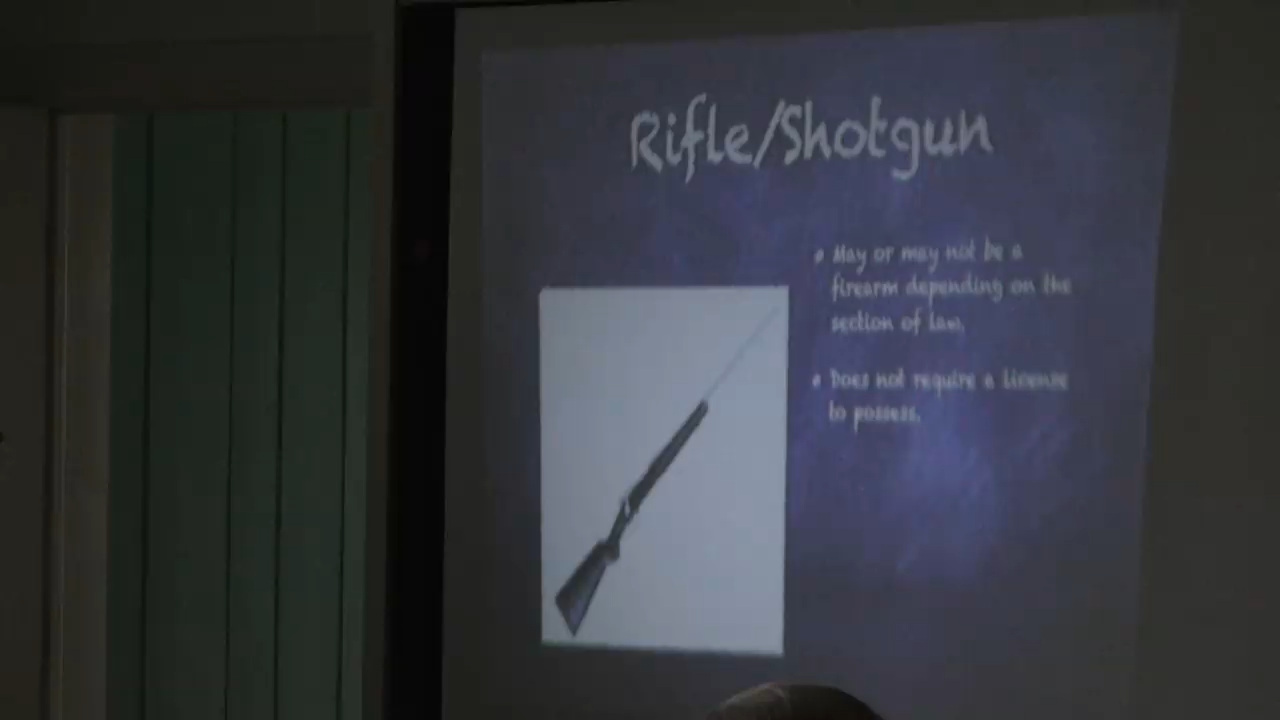 Rifle/Shotgun
• May or may not be a
firearm depending on the
section of law.
• Does not require a license
to possess.